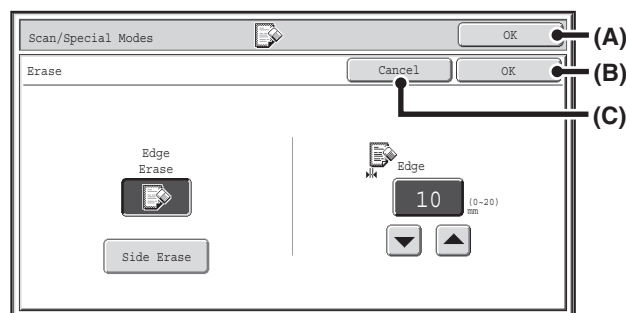 Scan/Special Modes
OK
(A)
Erase
Cancel
OK
(B)
(C)
Edge
Erase
Edge
10
(0~20)
mm
Side Erase